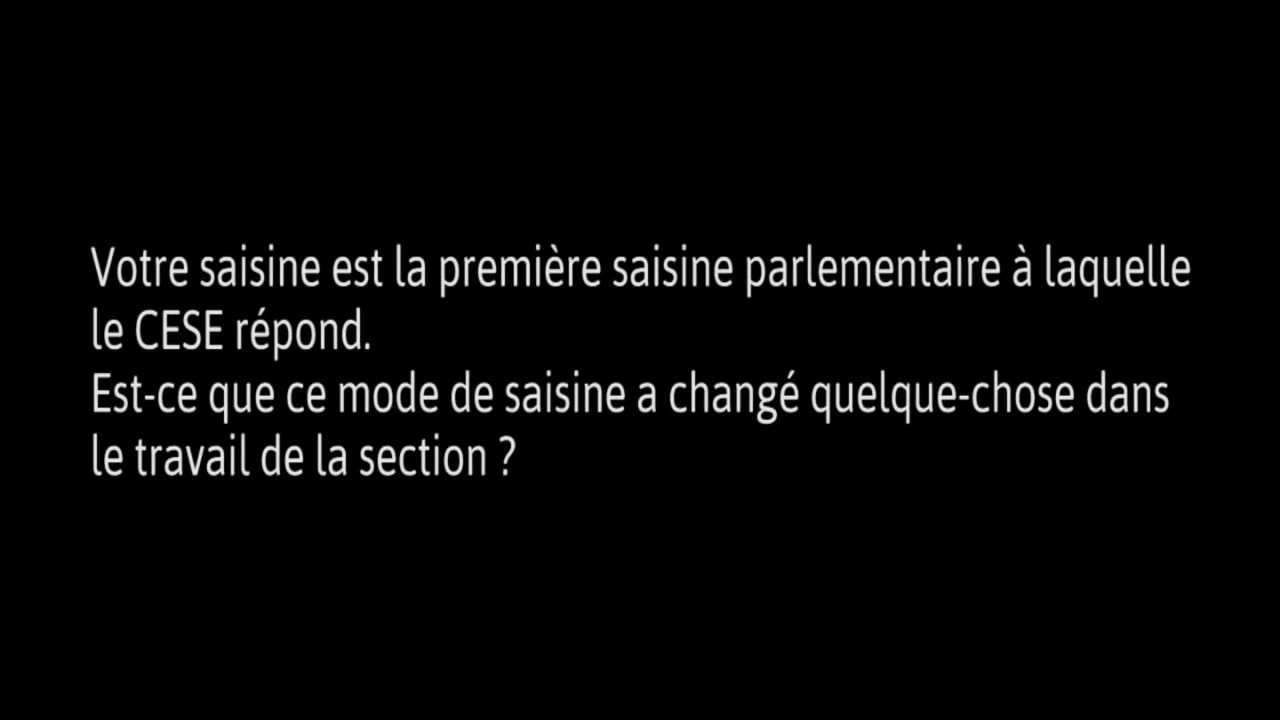 Votre saisine est la première saisine parlementaire à laquelle
le CESE répond.
Est-ce que ce mode de saisine a changé quelque-chose dans
le travail de la section ?